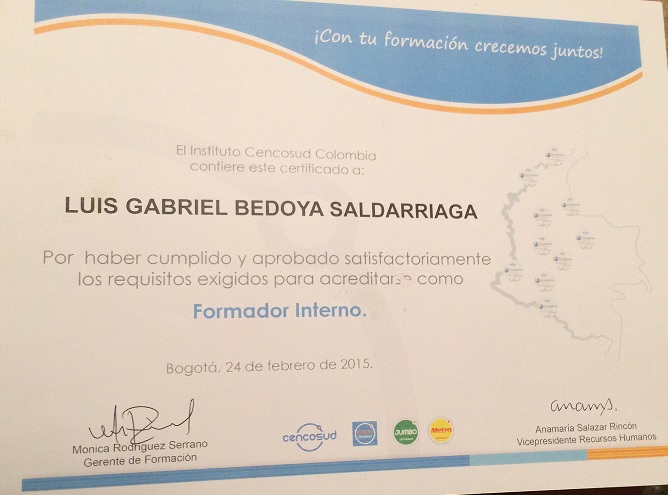 ¡Con tu formación crecemos juntos!
El Instituto Cencosud Colombia
confiere este certificado a:
LUIS GABRIEL BEDOYA SALDARRIAGA
Por haber cumplido y aprobado satisfactoriamente
los requisitos exigidos para acreditarse como
Formador Interno.
Bogotá, 24 de febrero de 2015.
Monica Rodriguez Serrano
Gerente de Formación
cencosud
JUMBO
Metro
Anamaría Salazar Rincón
Vicepresidente Recursos Humanos